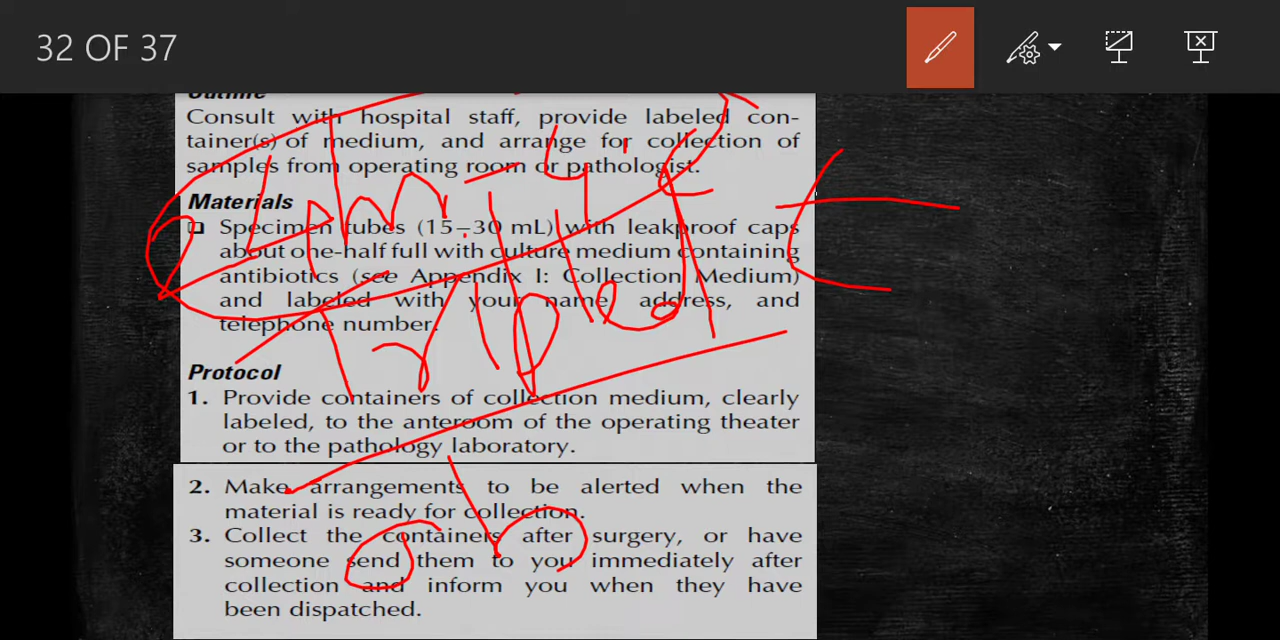 32 OF 37
Outline
Consult with hospital staff, provide labeled con-
tainer(s) of medium, and arrange for collection of
samples from operating room or pathologist.
Materials
❑ Specimen tubes (15–30 mL) with leakproof caps
about one-half full with culture medium containing
antibiotics (see Appendix I: Collection Medium)
and labeled with your name, address, and
telephone number.
Protocol
1. Provide containers of collection medium, clearly
labeled, to the anteroom of the operating theater
or to the pathology laboratory.
2. Make arrangements to be alerted when the
material is ready for collection.
3. Collect the containers after surgery, or have
someone send them to you immediately after
collection and inform you when they have
been dispatched.